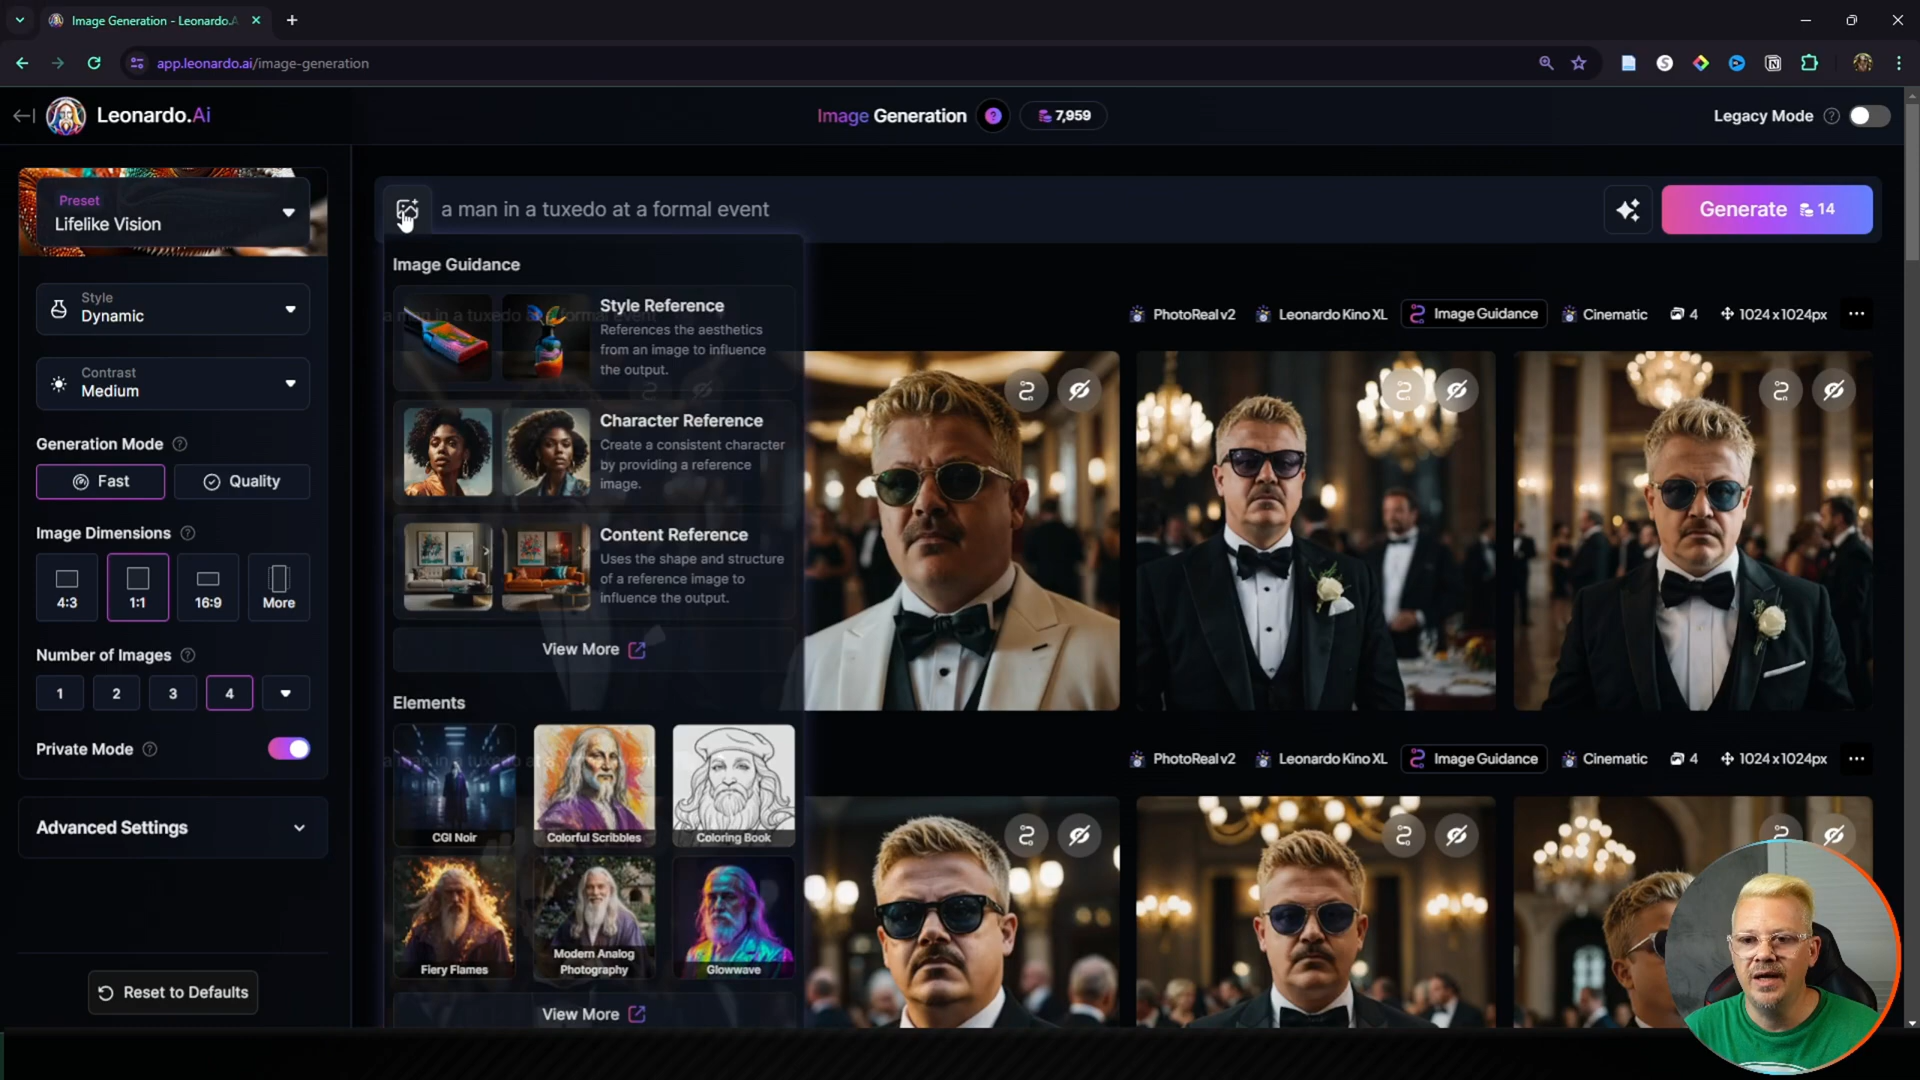 Image Generation - Leonardo.A
app.leonardo.ai/image-generation
Leonardo.Ai
Image Generation
7,959
Legacy Mode
Preset
Lifelike Vision
a man in a tuxedo at a formal event
Generate 14
Style
Dynamic
Contrast
Medium
Generation Mode
Fast
Quality
Image Dimensions
4:3
1:1
16:9
More
Number of Images
1
2
3
4
Private Mode
Advanced Settings
Reset to Defaults
Image Guidance
Style Reference
References the aesthetics
from an image to influence
the output.
Character Reference
Create a consistent character
by providing a reference
image.
Content Reference
Uses the shape and structure
of a reference image to
influence the output.
View More
Elements
CGI Noir
Colorful Scribbles
Coloring Book
Fiery Flames
Modern Analog
Photography
Glowwave
View More
PhotoReal v2 Leonardo Kino XL Image Guidance Cinematic 4 1024 x 1024px
PhotoReal v2 Leonardo Kino XL Image Guidance Cinematic 4 1024 x 1024px